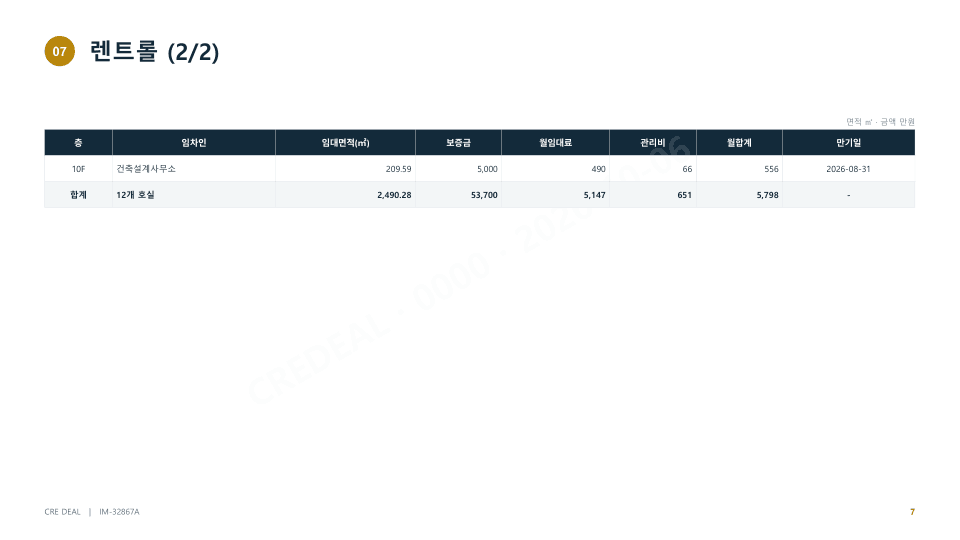 07 렌트롤 (2/2)
면적 ㎡ · 금액 만원
층 임차인 임대면적(㎡) 보증금 월임대료 관리비 월합계 만기일
10F 건축설계사무소 209.59 5,000 490 66 556 2026-08-31
합계 12개 호실 2,490.28 53,700 5,147 651 5,798 -
CREDEAL 0000 · 202
06
CRE DEAL | IM-32867A 7